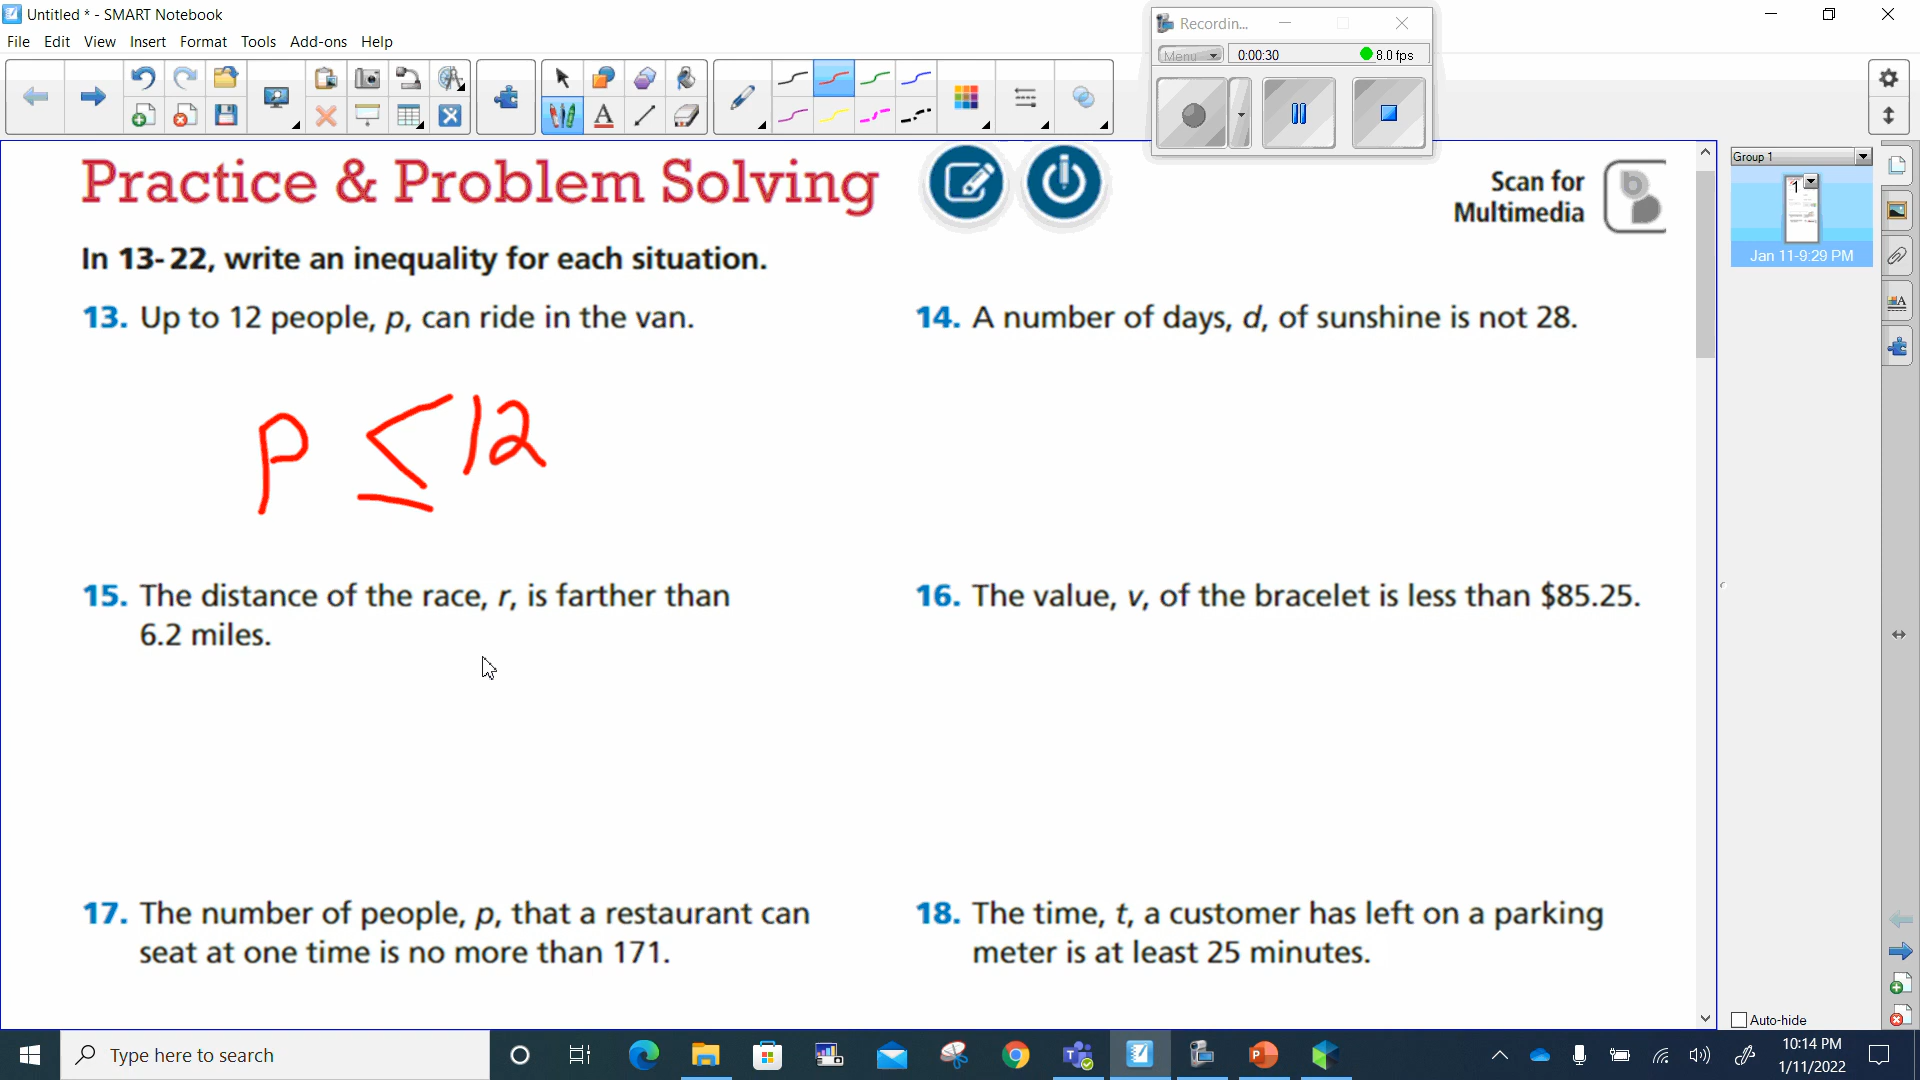 Untitled * - SMART Notebook
File Edit View Insert Format Tools Add-ons Help
Recordin...
Menu 0:00:30 8.0 fps
Practice & Problem Solving
Scan for
Multimedia
In 13-22, write an inequality for each situation.
13. Up to 12 people, p, can ride in the van.
14. A number of days, d, of sunshine is not 28.
p ≤ 12
15. The distance of the race, r, is farther than
6.2 miles.
16. The value, v, of the bracelet is less than $85.25.
17. The number of people, p, that a restaurant can
seat at one time is no more than 171.
18. The time, t, a customer has left on a parking
meter is at least 25 minutes.
Group 1
1
Jan 11-9:29 PM
Auto-hide
Type here to search
10:14 PM
1/11/2022